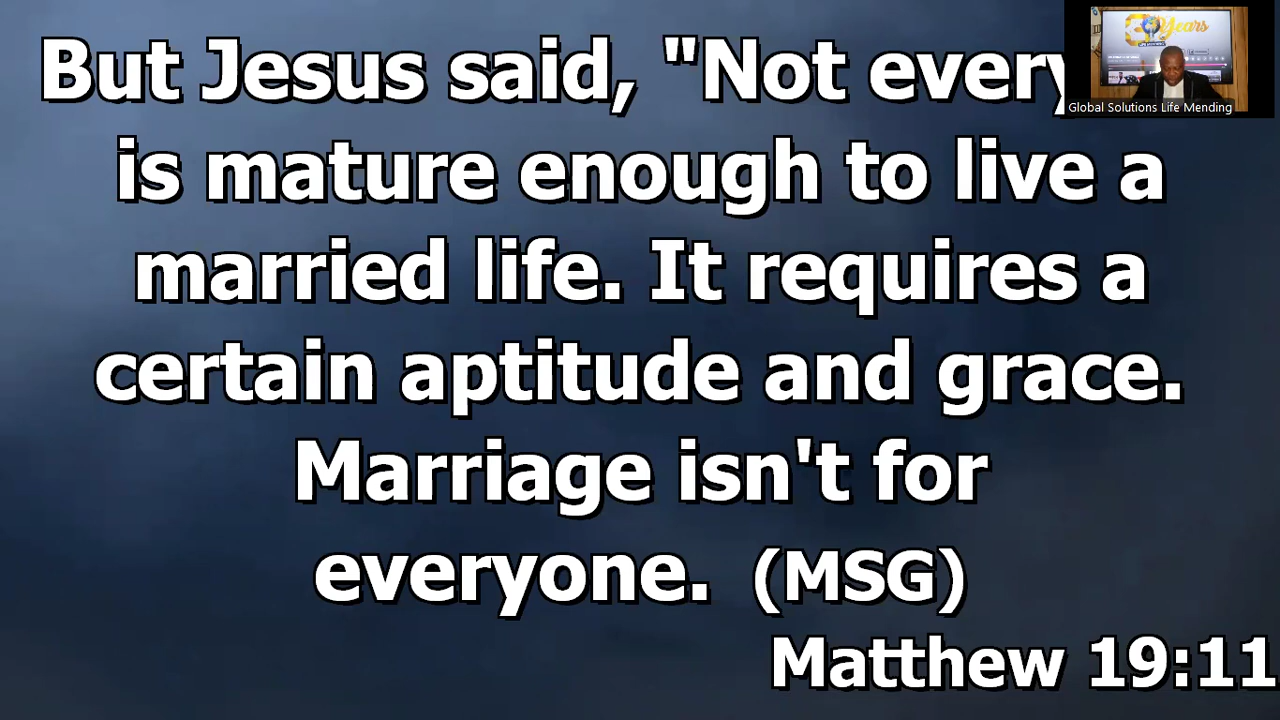 But Jesus said, "Not every
is mature enough to live a
married life. It requires a
certain aptitude and grace.
Marriage isn't for
everyone. (MSG)
Matthew 19:11
Years
Global Solutions Life Mending